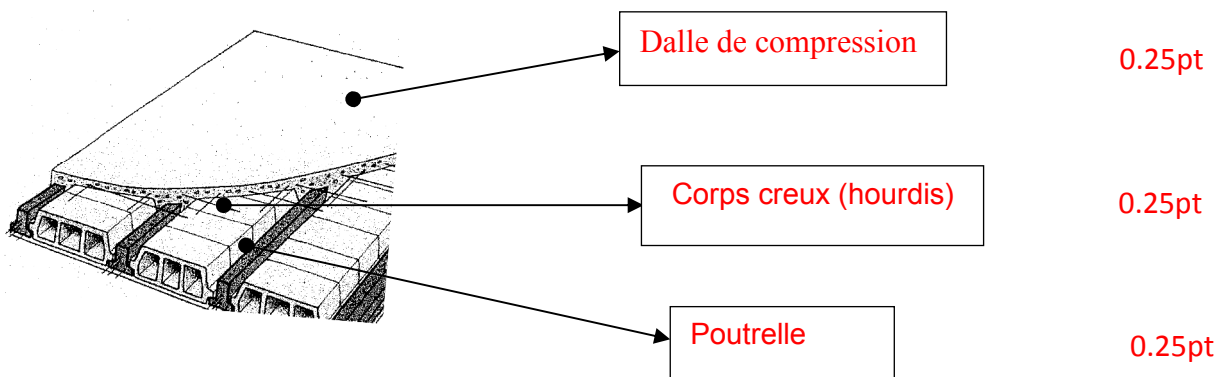 Dalle de compression
0.25pt
Corps creux (hourdis)
0.25pt
Poutrelle
0.25pt